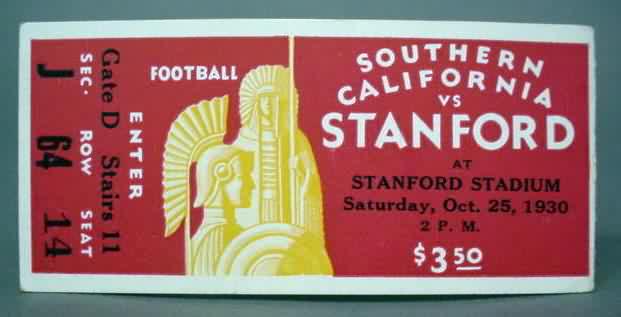 FOOTBALL
SOUTHERN
CALIFORNIA
VS
STANFORD
AT
STANFORD STADIUM
Saturday, Oct. 25, 1930
2 P. M.
$3.50
ENTER
Gate D Stairs 11
SEC. ROW SEAT
J 64 14